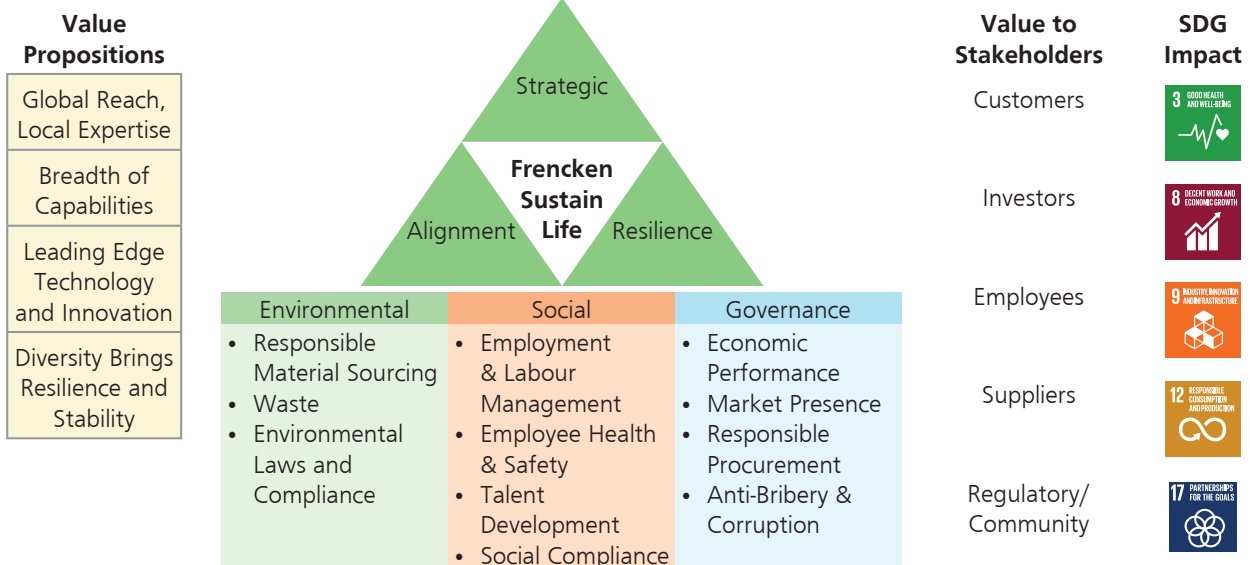 Value
Propositions
Global Reach,
Local Expertise
Breadth of
Capabilities
Leading Edge
Technology
and Innovation
Diversity Brings
Resilience and
Stability
Strategic
Frencken
Sustain
Life
Alignment
Resilience
Environmental
• Responsible
Material Sourcing
• Waste
• Environmental
Laws and
Compliance
Social
• Employment
& Labour
Management
• Employee Health
& Safety
• Talent
Development
• Social Compliance
Governance
• Economic
Performance
• Market Presence
• Responsible
Procurement
• Anti-Bribery &
Corruption
Value to
Stakeholders
Customers
Investors
Employees
Suppliers
Regulatory/
Community
SDG
Impact
3 GOOD HEALTH
AND WELL-BEING
8 DECENT WORK AND
ECONOMIC GROWTH
9 INDUSTRY, INNOVATION
AND INFRASTRUCTURE
12 RESPONSIBLE
CONSUMPTION
AND PRODUCTION
17 PARTNERSHIPS
FOR THE GOALS